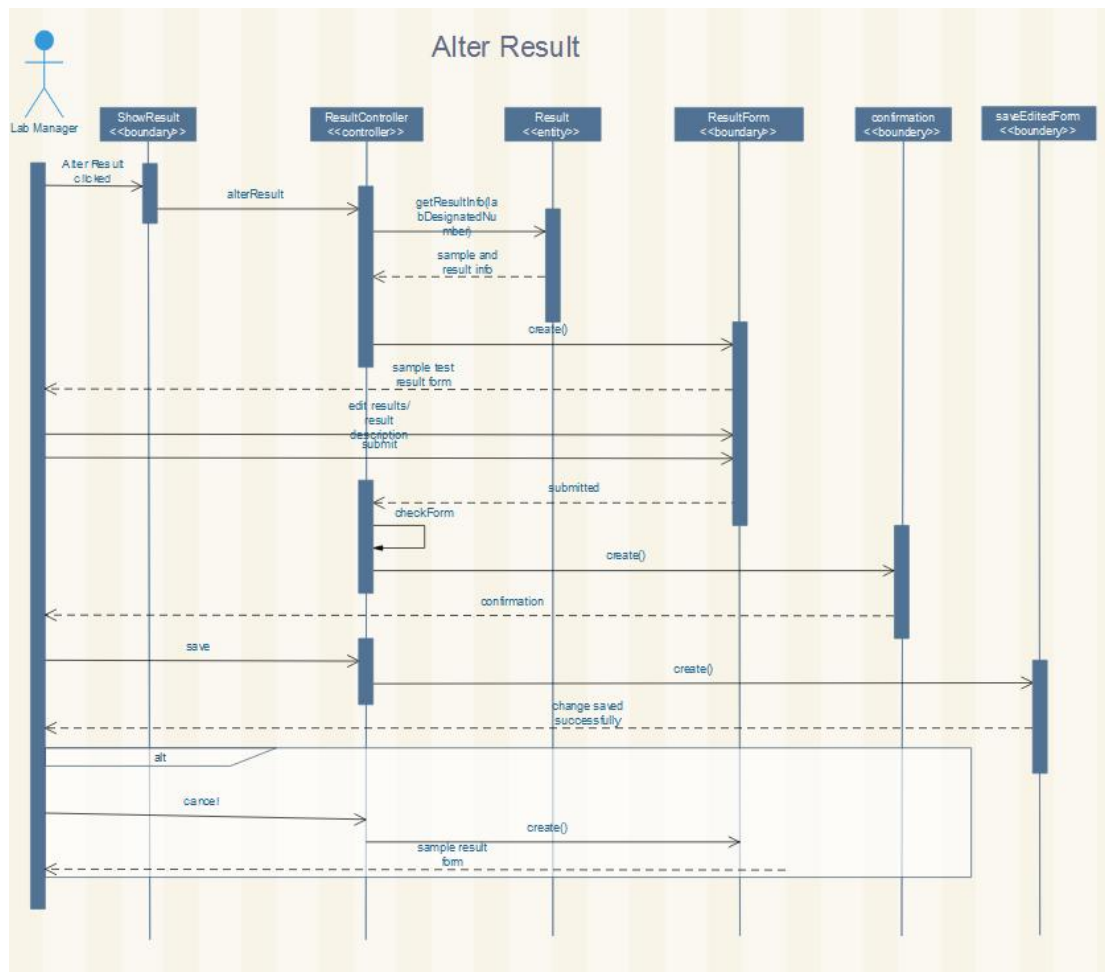 Alter Result
Lab Manager
ShowResult
<<boundary>>
ResultController
<<controller>>
Result
<<entity>>
ResultForm
<<boundary>>
confirmation
<<boundery>>
saveEditedForm
<<boundery>>
Alter Result
clicked
alterResult
getResultInfo(la
bDesignatedNu
mber)
sample and
result info
create()
sample test
result form
edit results/
result
description
submit
submitted
checkForm
create()
confirmation
save
create()
change saved
successfully
alt
cancel
create()
sample result
form